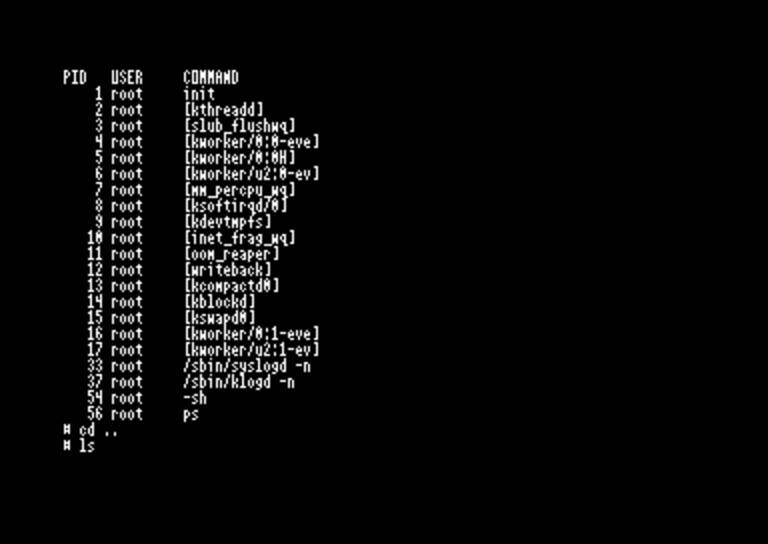 PID   USER     COMMAND
    1 root     init
    2 root     [kthreadd]
    3 root     [slub_flushwq]
    4 root     [kworker/0:0-eve]
    5 root     [kworker/0:0H]
    6 root     [kworker/u2:0-ev]
    7 root     [mm_percpu_wq]
    8 root     [ksoftirqd/0]
    9 root     [kdevtmpfs]
   10 root     [inet_frag_wq]
   11 root     [oom_reaper]
   12 root     [writeback]
   13 root     [kcompactd0]
   14 root     [kblockd]
   15 root     [kswapd0]
   16 root     [kworker/0:1-eve]
   17 root     [kworker/u2:1-ev]
   33 root     /sbin/syslogd -n
   37 root     /sbin/klogd -n
   54 root     -sh
   56 root     ps
# cd ..
# ls